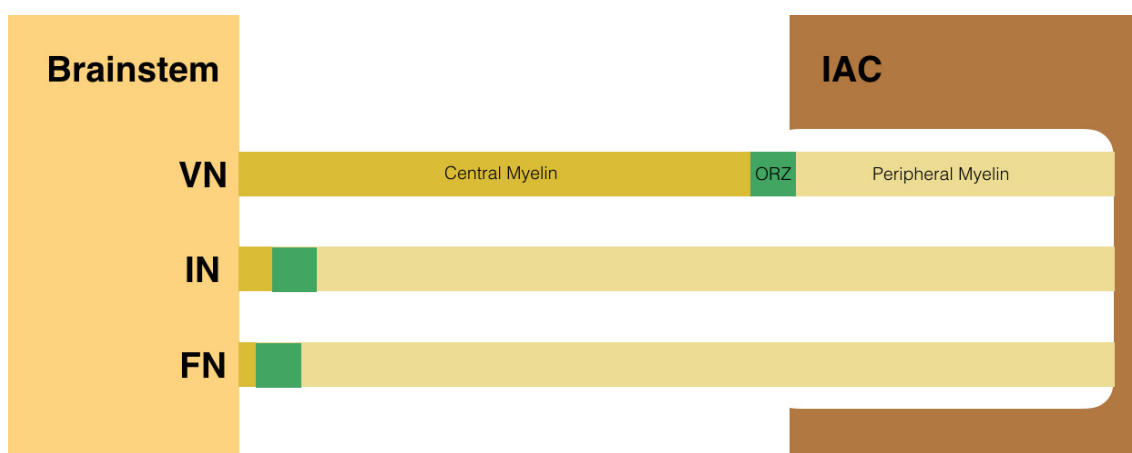 Brainstem
IAC
VN
Central Myelin
ORZ
Peripheral Myelin
IN
FN